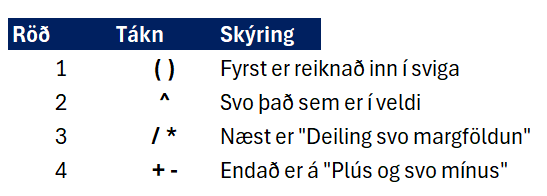 Röð Tákn Skýring
1 ( ) Fyrst er reiknað inn í sviga
2 ^ Svo það sem er í veldi
3 / * Næst er "Deiling svo margföldun"
4 + - Endað er á "Plús og svo mínus"